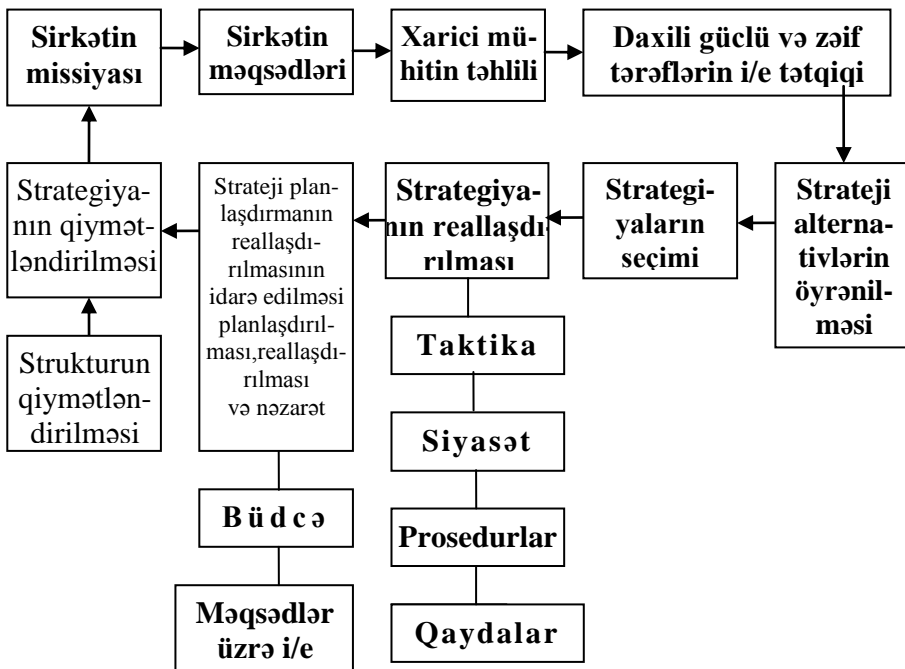 Sirkətin
missiyası
Sirkətin
məqsədləri
Xarici mü-
hitin təhlili
Daxili güclü və zəif
tərəflərin i/e tətqiqi
Strategiya-
nın qiymət-
ləndirilməsi
Strateji plan-
laşdırmanın
reallaşdı-
rılmasının
idarə edilməsi
planlaşdırıl-
ması,reallaşdı-
rılması
və nəzarət
Strategiya-
nın reallaşdı-
rılması
Strategi-
yaların
seçimi
Strateji
alterna-
tivlərin
öyrənil-
məsi
Strukturun
qiymətlən-
dirilməsi
Taktika
Siyasət
Büdcə
Prosedurlar
Məqsədlər
üzrə i/e
Qaydalar